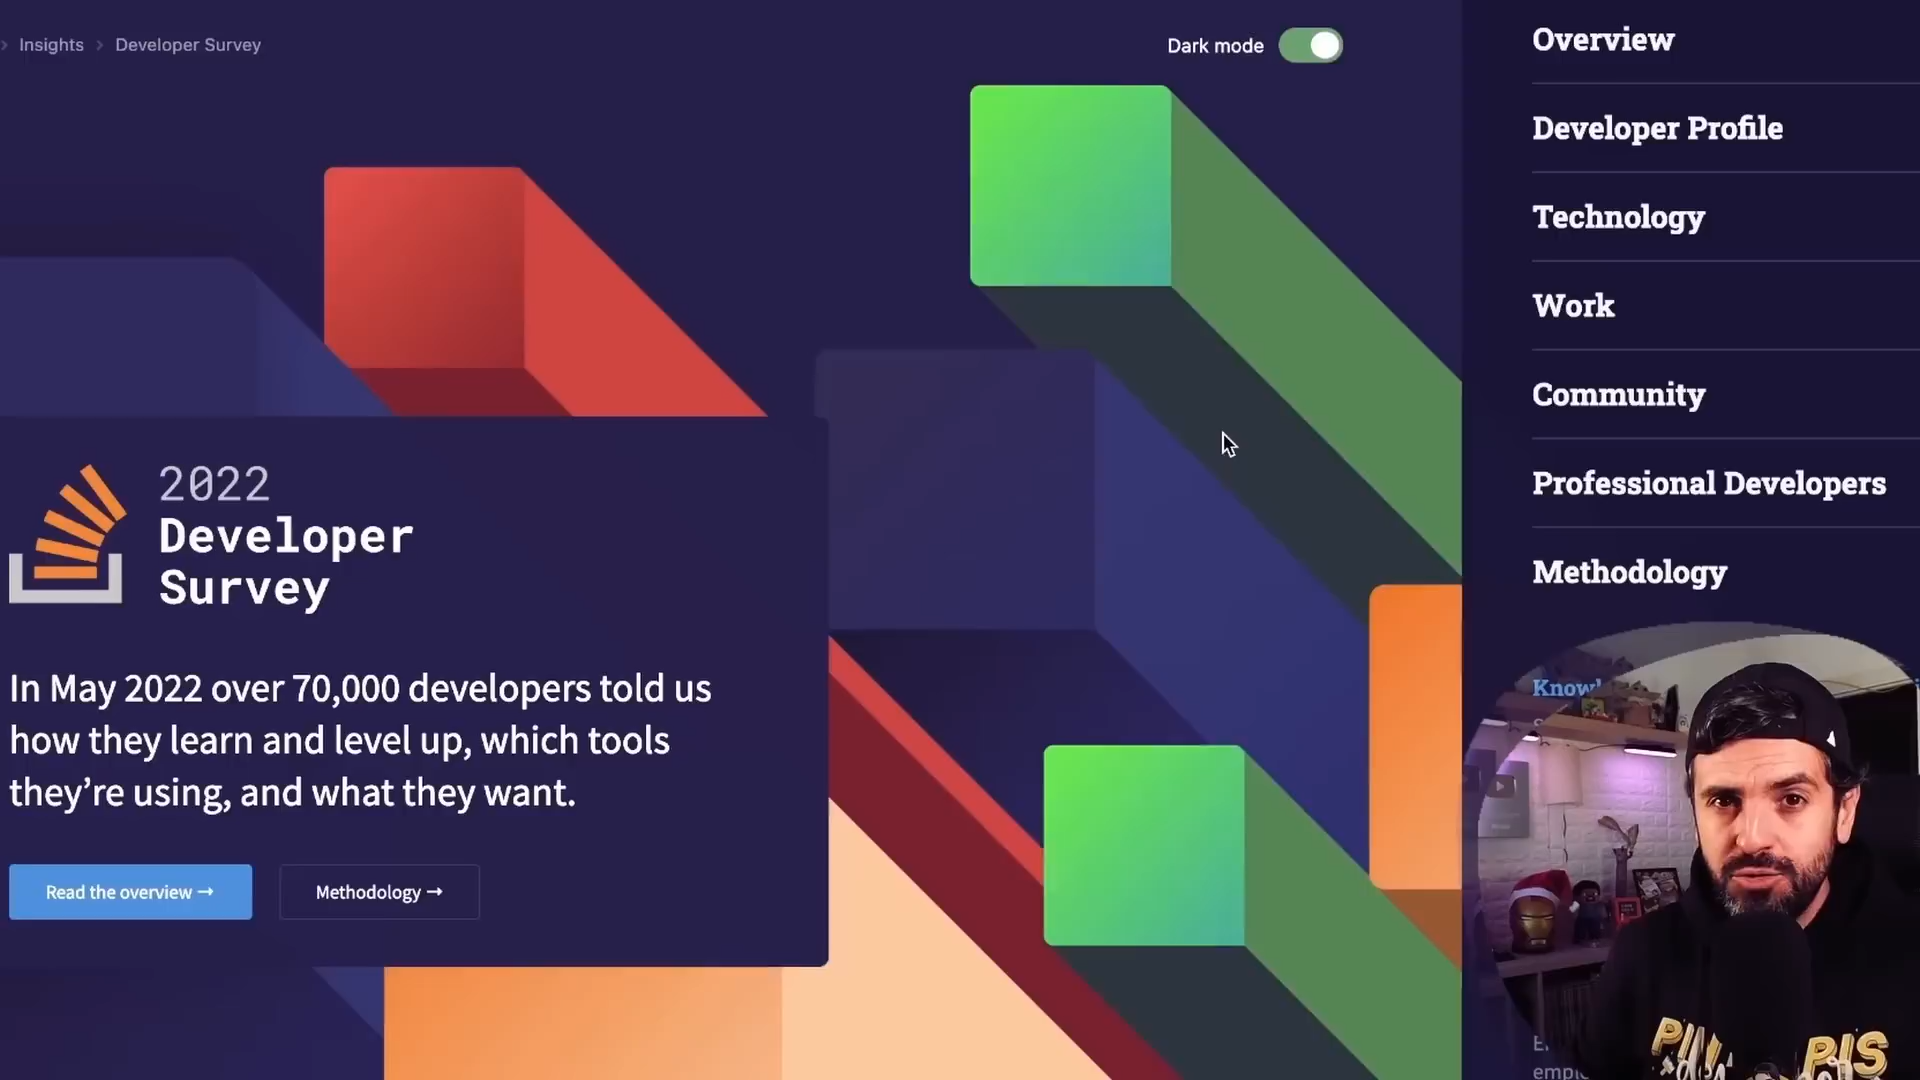 Insights
Developer Survey
Dark mode
2022
Developer
Survey
In May 2022 over 70,000 developers told us
how they learn and level up, which tools
they’re using, and what they want.
Read the overview →
Methodology →
Overview
Developer Profile
Technology
Work
Community
Professional Developers
Methodology